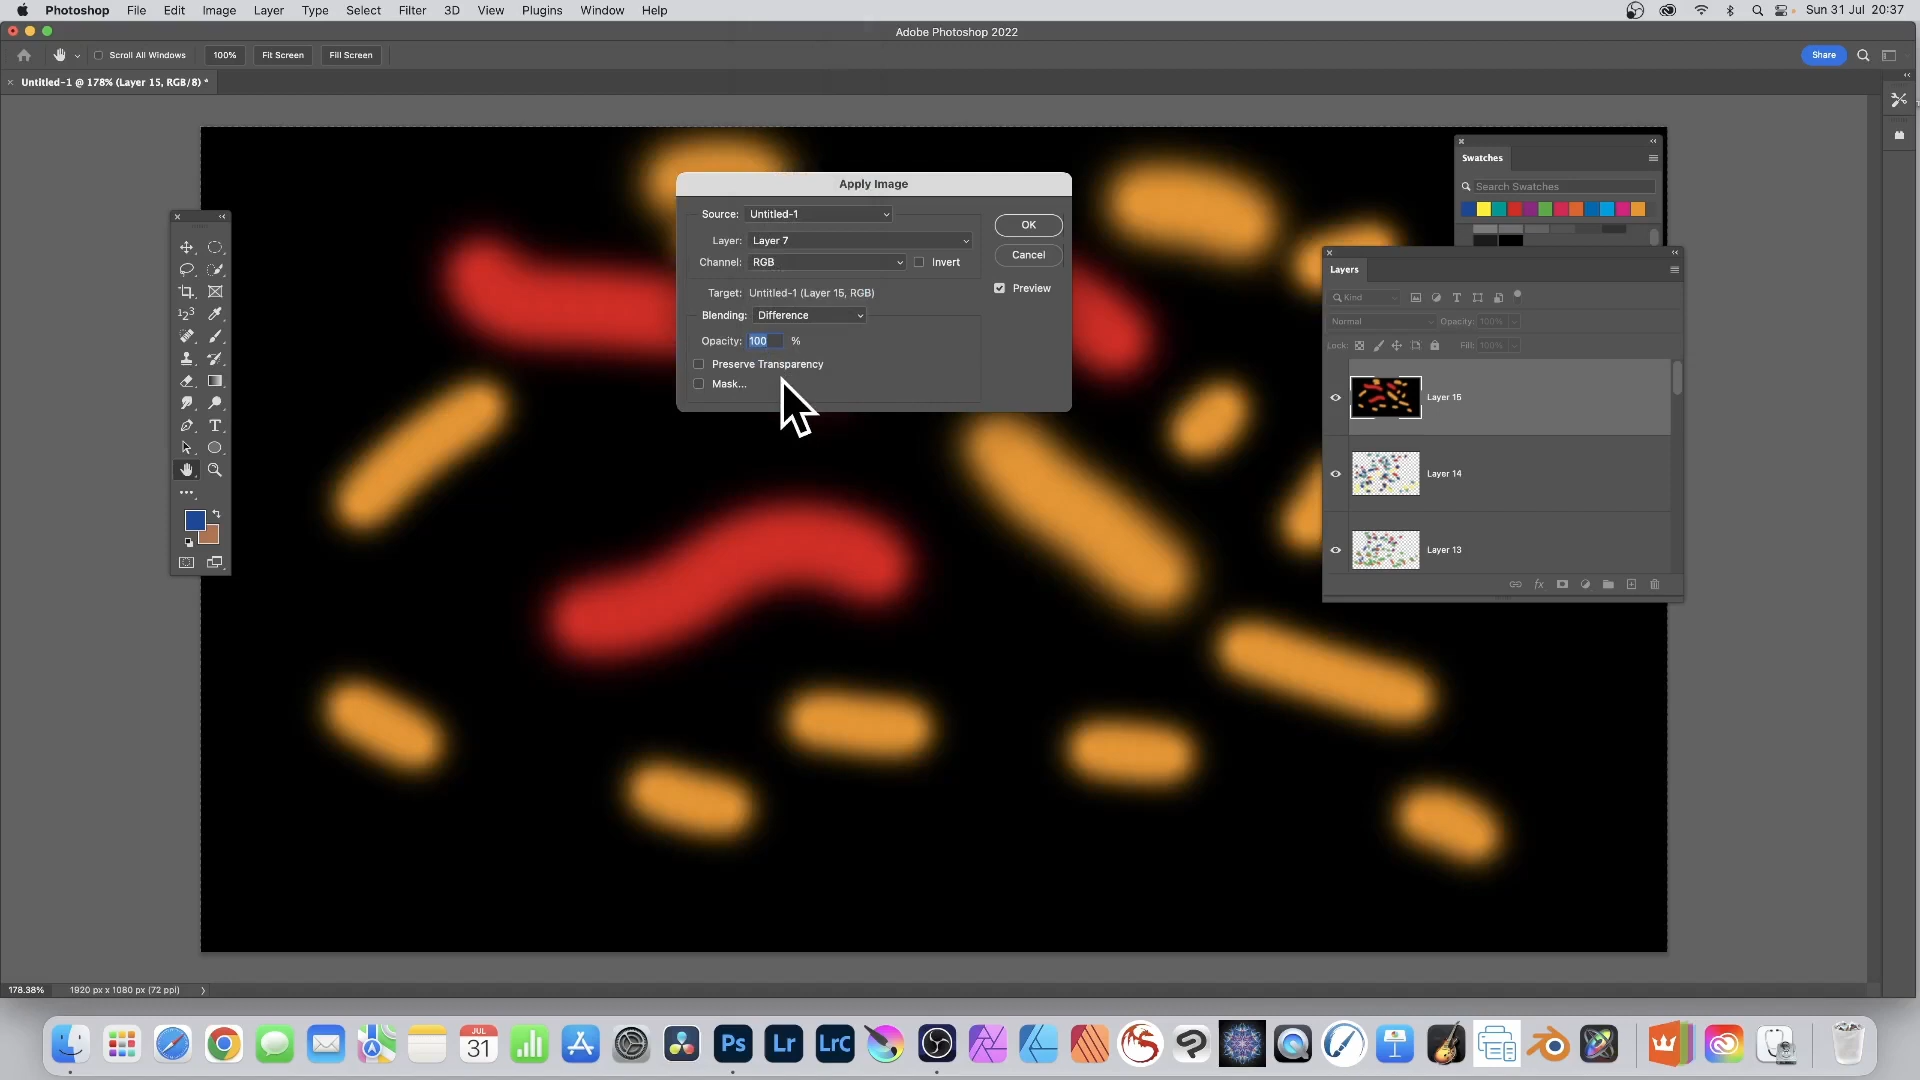 Photoshop File Edit Image Layer Type Select Filter 3D View Plugins Window Help Sun 31 Jul 20:37
Adobe Photoshop 2022
Scroll All Windows 100% Fit Screen Fill Screen Share
Untitled-1 @ 178% (Layer 15, RGB/8) *
Swatches
Search Swatches
Apply Image
Source: Untitled-1
OK
Layer: Layer 7
Cancel
Channel: RGB Invert
Preview
Target: Untitled-1 (Layer 15, RGB)
Blending: Difference
Opacity: 100 %
Preserve Transparency
Mask...
Layers
Kind
Normal Opacity: 100%
Lock: Fill: 100%
Layer 15
Layer 14
Layer 13
fx
178.38% 1920 px x 1080 px (72 ppi)
JUL
31
Ps Lr LrC